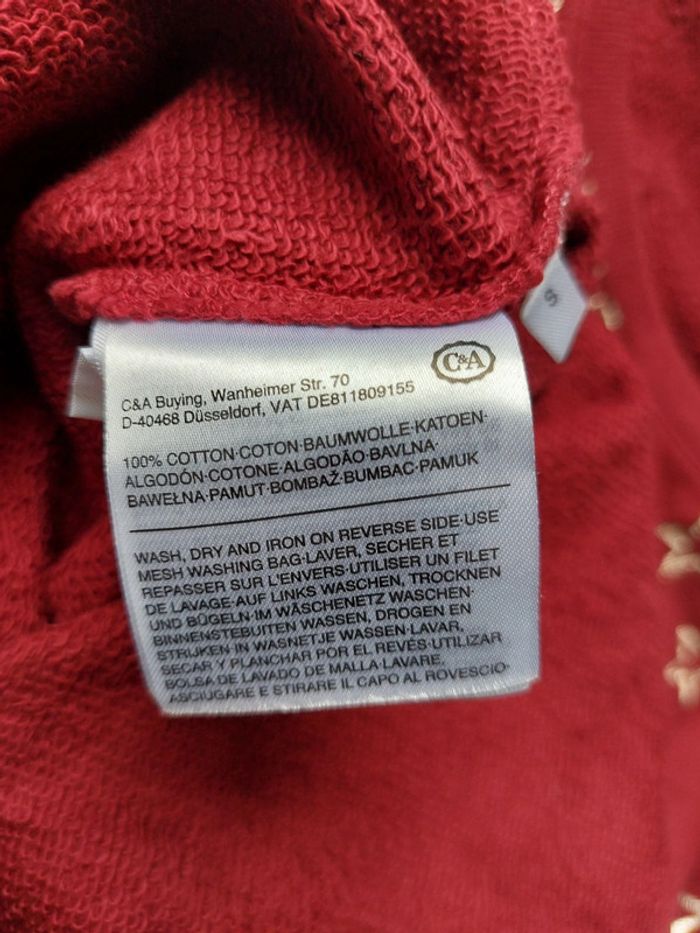 C&A
C&A Buying, Wanheimer Str. 70
D-40468 Düsseldorf, VAT DE811809155
100% COTTON·COTON·BAUMWOLLE·KATOEN·
ALGODÓN·COTONE·ALGODÃO·BAVLNA·
BAWEŁNA·PAMUT·BOMBAŽ·BUMBAC·PAMUK
WASH, DRY AND IRON ON REVERSE SIDE·USE
MESH WASHING BAG·LAVER, SECHER ET
REPASSER SUR L'ENVERS·UTILISER UN FILET
DE LAVAGE·AUF LINKS WASCHEN, TROCKNEN
UND BÜGELN·IM WÄSCHENETZ WASCHEN·
BINNENSTEBUITEN WASSEN, DROGEN EN
STRIJKEN·IN WASNETJE WASSEN·LAVAR,
SECAR Y PLANCHAR POR EL REVÉS·UTILIZAR
BOLSA DE LAVADO DE MALLA·LAVARE,
ASCIUGARE E STIRARE IL CAPO AL ROVESCIO·